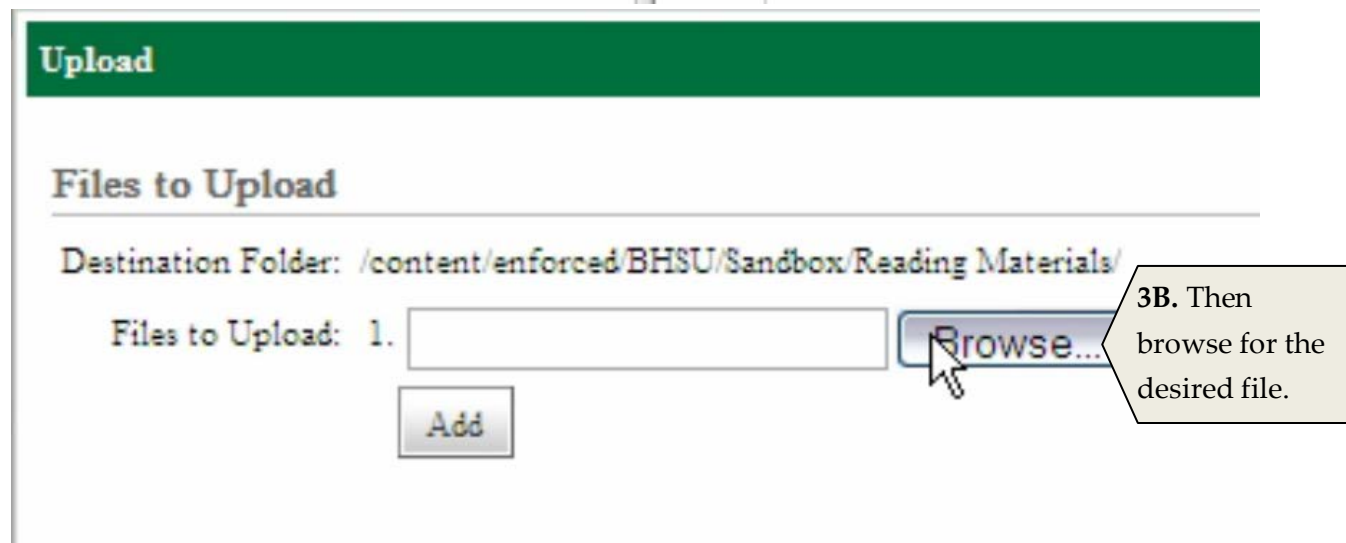 Upload
Files to Upload
Destination Folder: /content/enforced/BHSU/Sandbox/Reading Materials/
Files to Upload: 1.
Browse...
Add
3B. Then
browse for the
desired file.